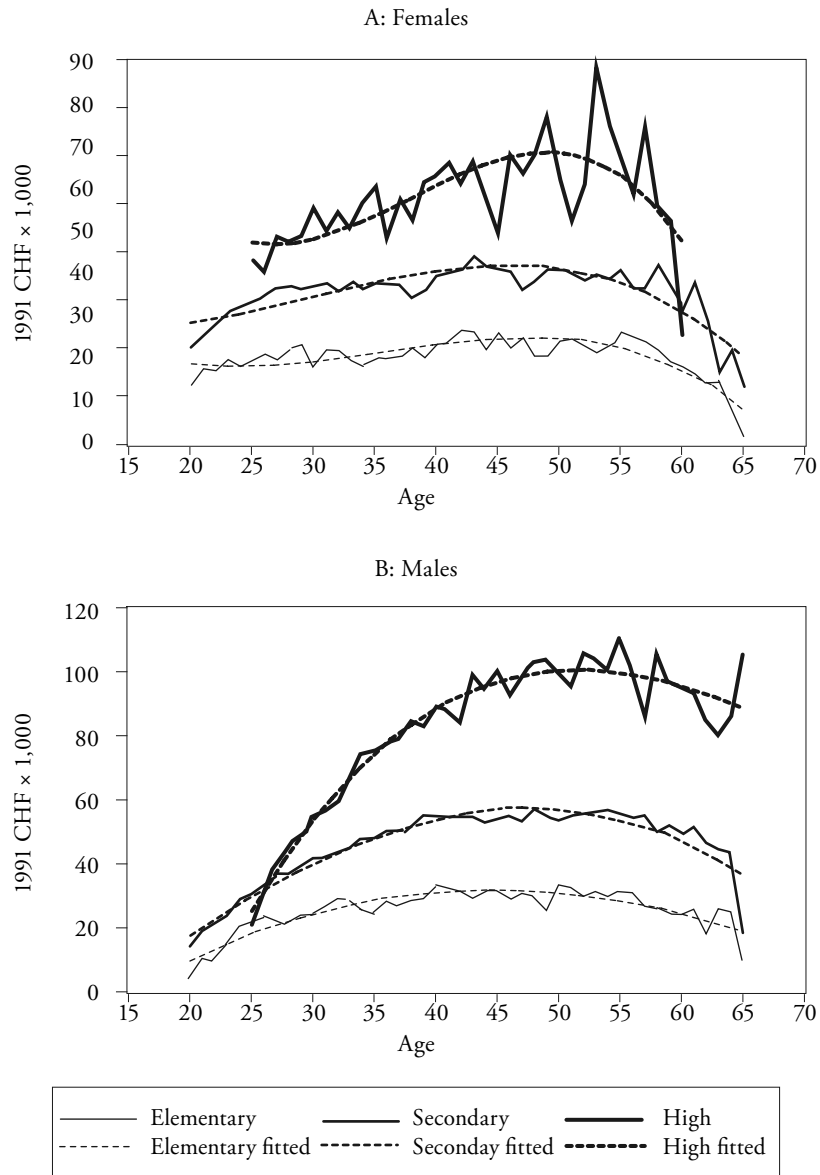 A: Females
90
80
70
60
50
40
30
20
10
0
1991 CHF × 1,000
15 20 25 30 35 40 45 50 55 60 65 70
Age
B: Males
120
100
80
60
40
20
0
1991 CHF × 1,000
15 20 25 30 35 40 45 50 55 60 65 70
Age
Elementary Secondary High
Elementary fitted Seconday fitted High fitted